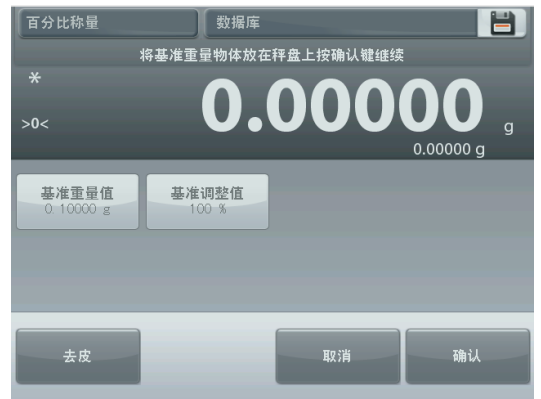 百分比称量 数据库
将基准重量物体放在秤盘上按确认键继续
*
0.00000 g
>0<
0.00000 g
基准重量值 基准调整值
0.10000 g 100 %
去皮 取消 确认